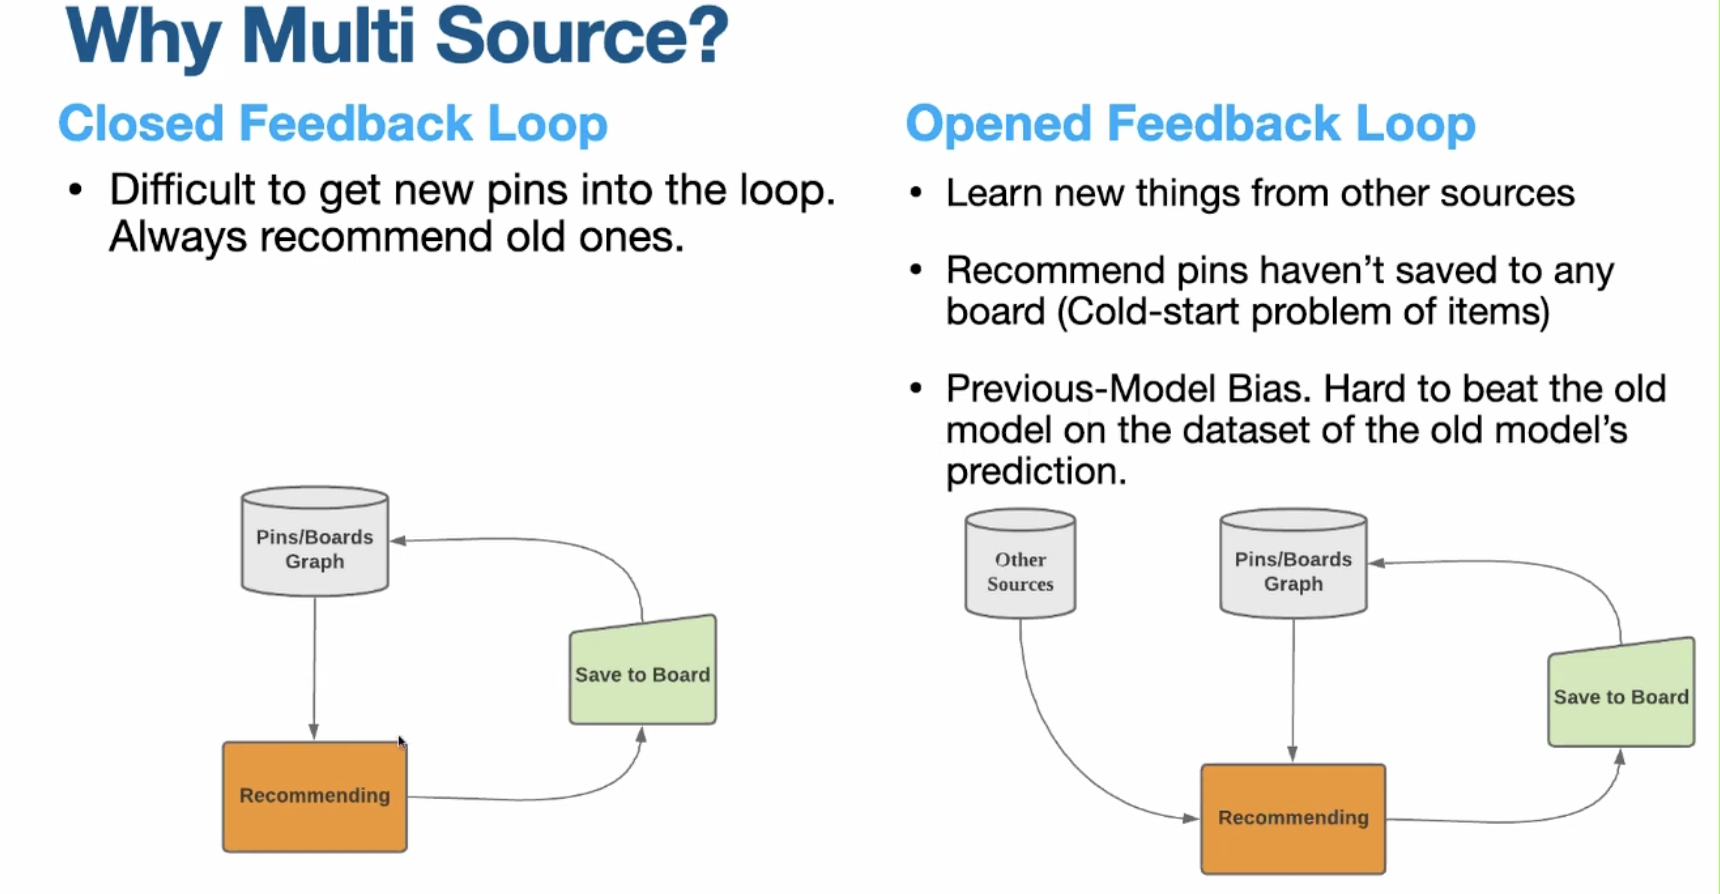 Why Multi Source?
Closed Feedback Loop
• Difficult to get new pins into the loop.
Always recommend old ones.
Pins/Boards
Graph
Save to Board
Recommending
Opened Feedback Loop
• Learn new things from other sources
• Recommend pins haven't saved to any
board (Cold-start problem of items)
• Previous-Model Bias. Hard to beat the old
model on the dataset of the old model's
prediction.
Other
Sources
Pins/Boards
Graph
Save to Board
Recommending